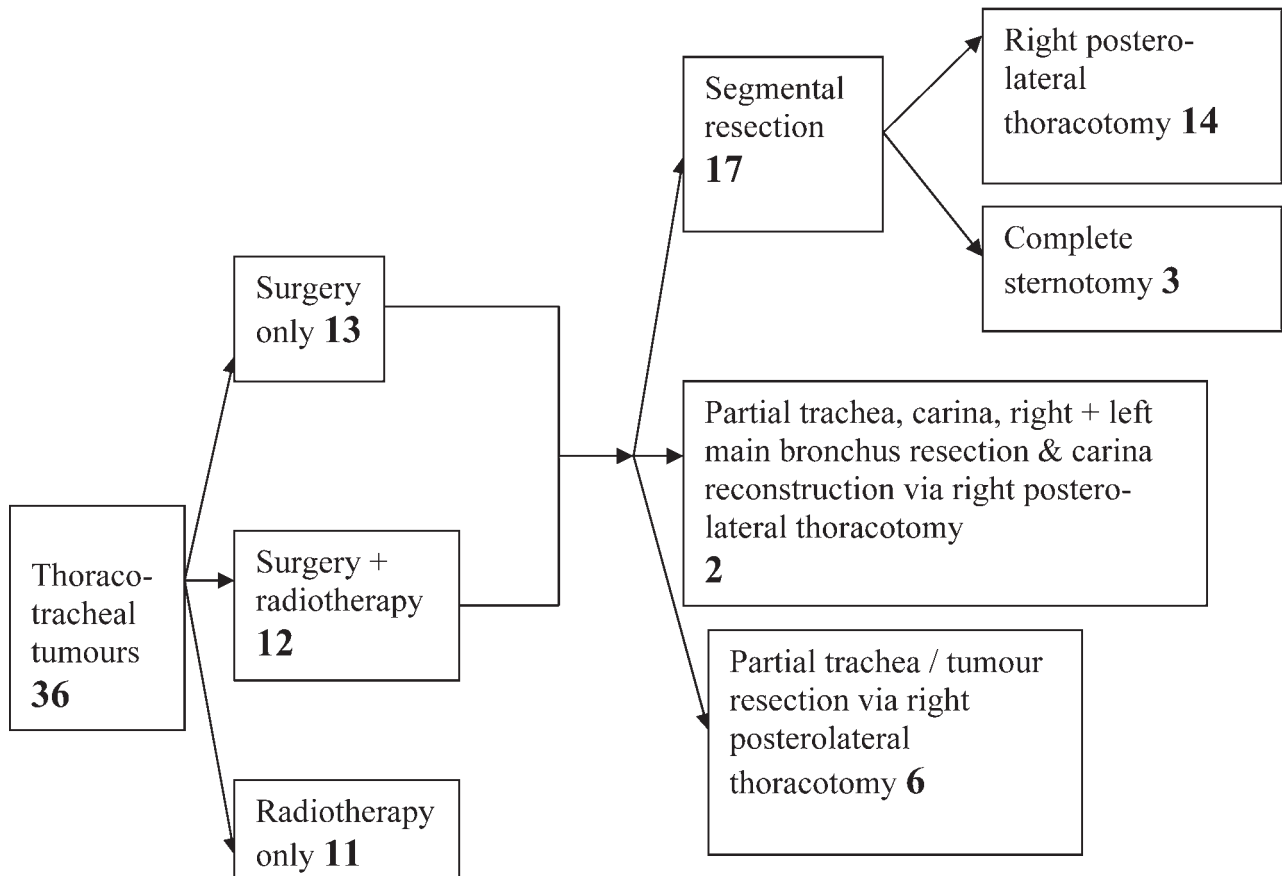 Thoraco-
tracheal
tumours
36
Surgery
only 13
Surgery +
radiotherapy
12
Radiotherapy
only 11
Segmental
resection
17
Right postero-
lateral
thoracotomy 14
Complete
sternotomy 3
Partial trachea, carina, right + left
main bronchus resection & carina
reconstruction via right postero-
lateral thoracotomy
2
Partial trachea / tumour
resection via right
posterolateral
thoracotomy 6